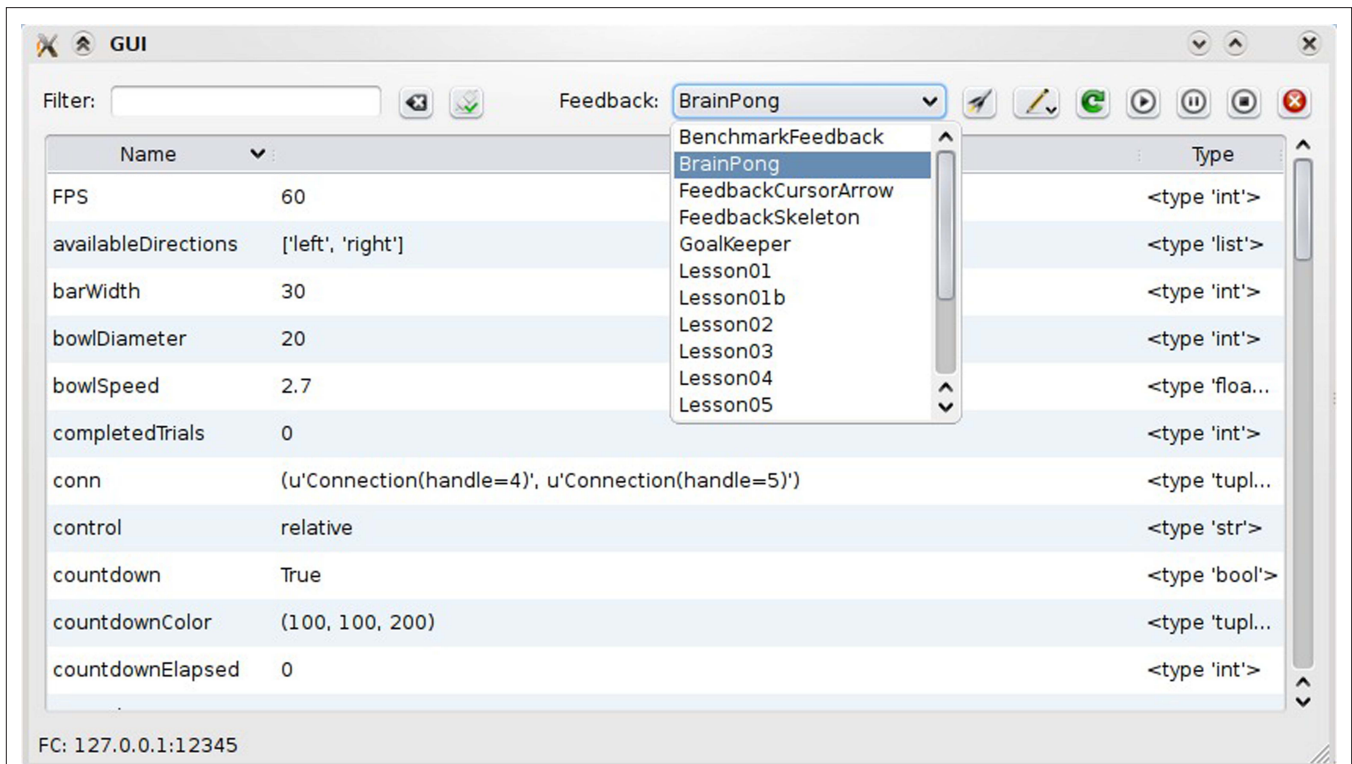 GUI
Filter: Feedback: BrainPong
BenchmarkFeedback
BrainPong
FeedbackCursorArrow
FeedbackSkeleton
GoalKeeper
Lesson01
Lesson01b
Lesson02
Lesson03
Lesson04
Lesson05
Name Type
FPS 60 <type 'int'>
availableDirections ['left', 'right'] <type 'list'>
barWidth 30 <type 'int'>
bowlDiameter 20 <type 'int'>
bowlSpeed 2.7 <type 'floa...
completedTrials 0 <type 'int'>
conn (u'Connection(handle=4)', u'Connection(handle=5)') <type 'tupl...
control relative <type 'str'>
countdown True <type 'bool'>
countdownColor (100, 100, 200) <type 'tupl...
countdownElapsed 0 <type 'int'>
FC: 127.0.0.1:12345